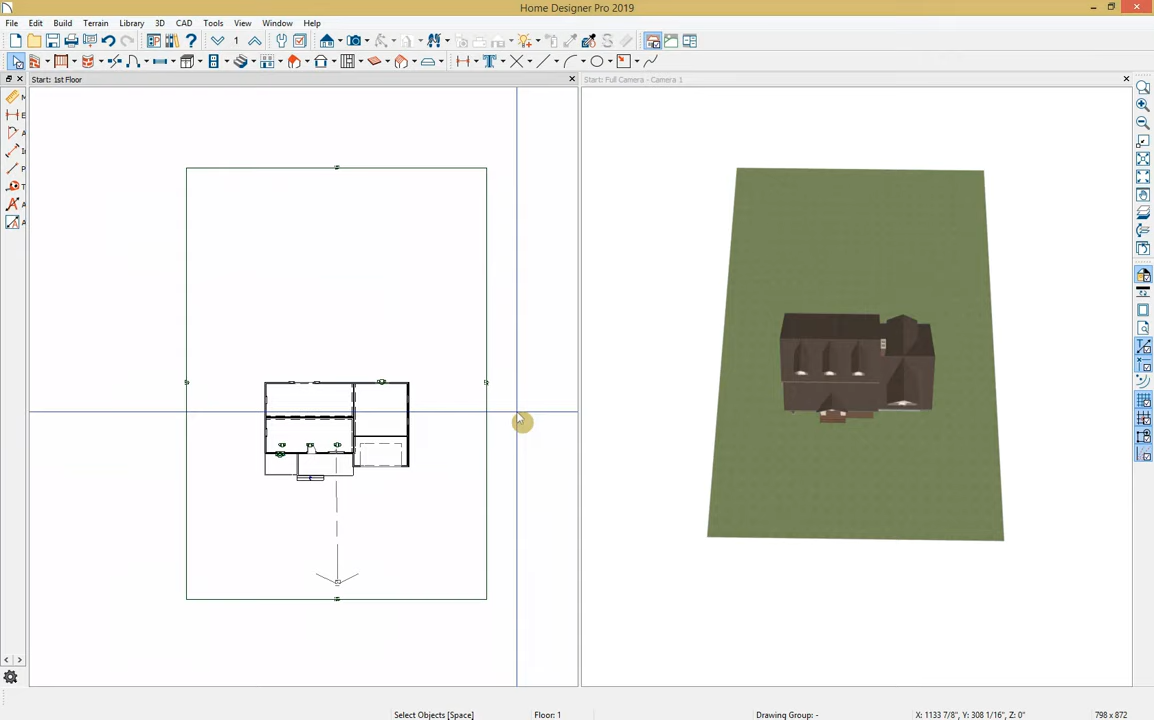 Home Designer Pro 2019
File Edit Build Terrain Library 3D CAD Tools View Window Help
1
Start: 1st Floor
Start: Full Camera - Camera 1
M
E
A
In
P
T
A
A
Select Objects [Space] Floor: 1 Drawing Group: - X: 1133 7/8", Y: 308 1/16", Z: 0" 798 x 872